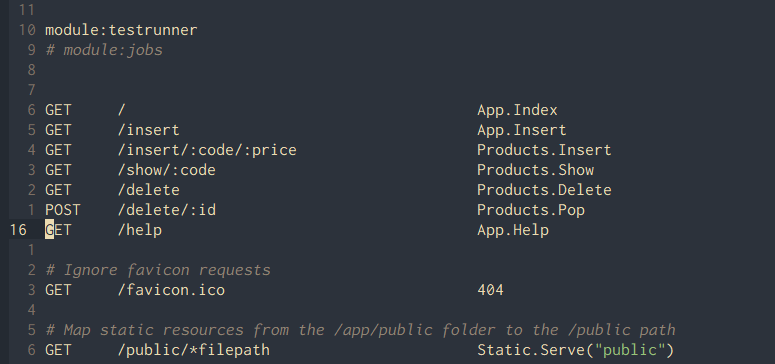 11
10 module:testrunner
9 # module:jobs
8
7
6 GET / App.Index
5 GET /insert App.Insert
4 GET /insert/:code/:price Products.Insert
3 GET /show/:code Products.Show
2 GET /delete Products.Delete
1 POST /delete/:id Products.Pop
16 GET /help App.Help
1
2 # Ignore favicon requests
3 GET /favicon.ico 404
4
5 # Map static resources from the /app/public folder to the /public path
6 GET /public/*filepath Static.Serve("public")